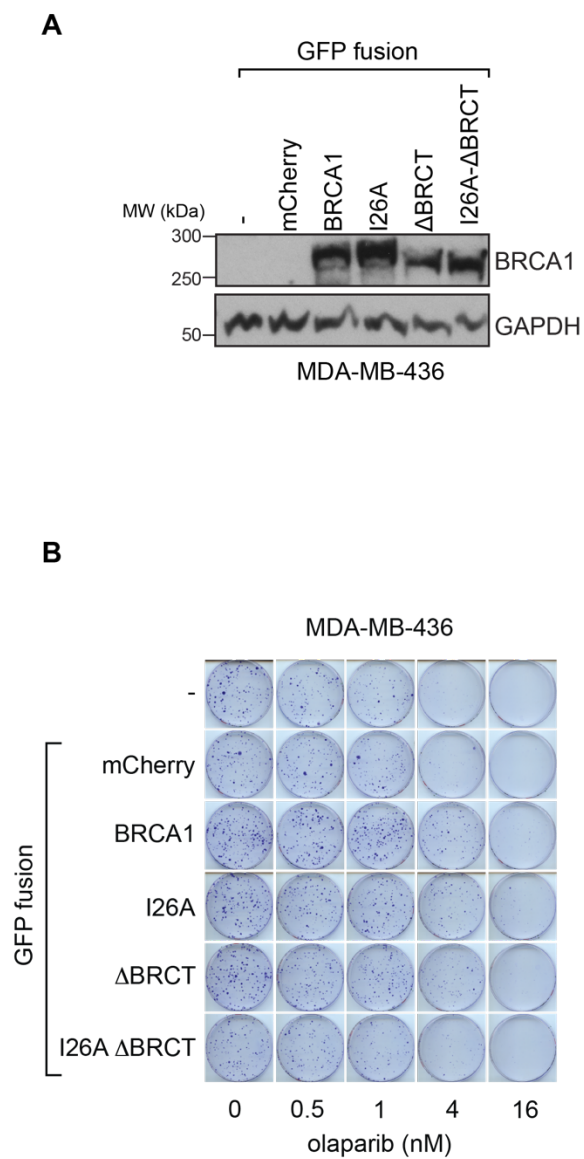 A
GFP fusion
- mCherry BRCA1 I26A ΔBRCT I26A-ΔBRCT
MW (kDa)
300
250
BRCA1
50
GAPDH
MDA-MB-436
B
MDA-MB-436
-
GFP fusion
mCherry
BRCA1
I26A
ΔBRCT
I26A ΔBRCT
0 0.5 1 4 16
olaparib (nM)